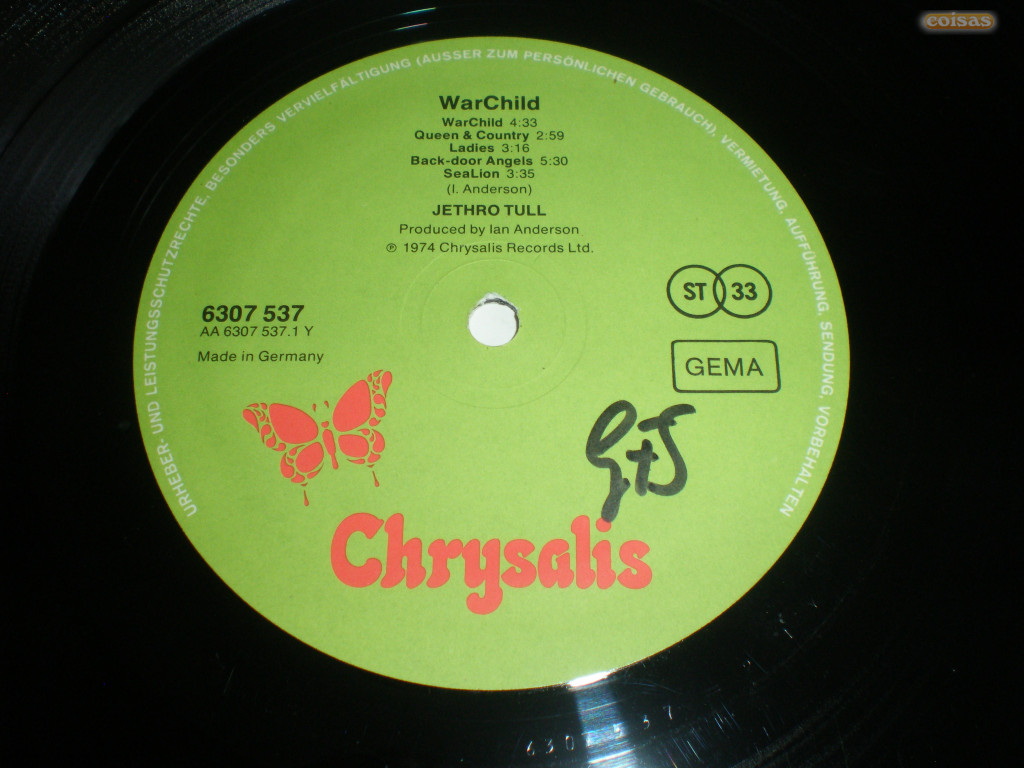 coisas
URHEBER- UND LEISTUNGSSCHUTZRECHTE, BESONDERS VERVIELFÄLTIGUNG (AUSSER ZUM PERSÖNLICHEN GEBRAUCH), VERMIETUNG, AUFFÜHRUNG, SENDUNG, VORBEHALTEN
WarChild
WarChild 4:33
Queen & Country 2:59
Ladies 3:16
Back-door Angels 5:30
SeaLion 3:35
(I. Anderson)
JETHRO TULL
Produced by Ian Anderson
℗ 1974 Chrysalis Records Ltd.
ST 33
6307 537
AA 6307 537.1 Y
Made in Germany
GEMA
G+S
Chrysalis